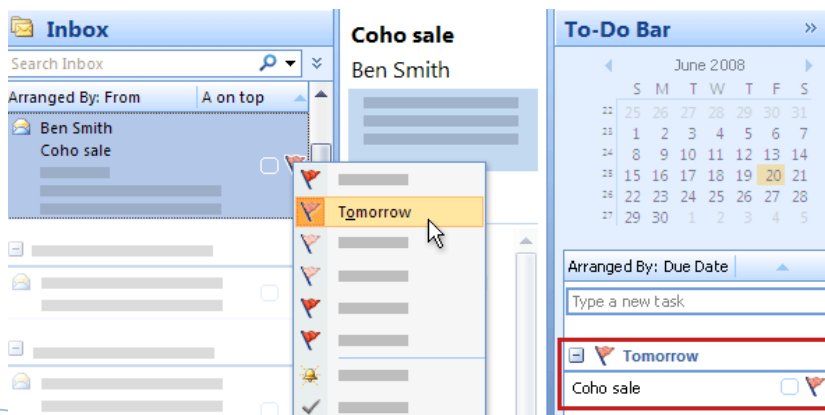 Inbox
Search Inbox
Arranged By: From A on top
Ben Smith
Coho sale
Tomorrow
Coho sale
Ben Smith
To-Do Bar
June 2008
S M T W T F S
22 25 26 27 28 29 30 31
23 1 2 3 4 5 6 7
24 8 9 10 11 12 13 14
25 15 16 17 18 19 20 21
26 22 23 24 25 26 27 28
27 29 30 1 2 3 4 5
Arranged By: Due Date
Type a new task
Tomorrow
Coho sale